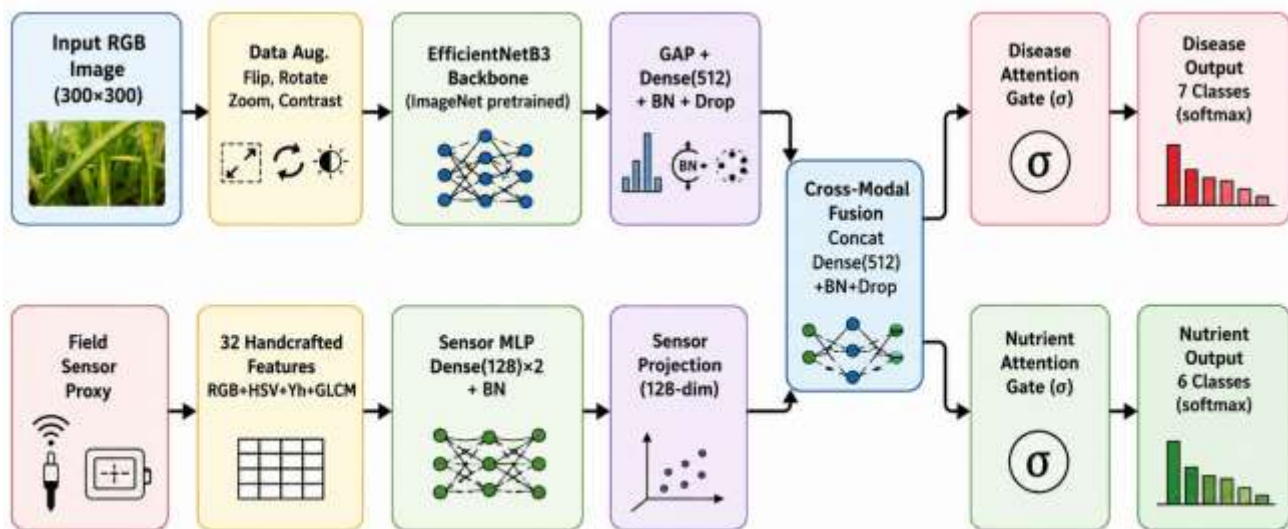 Input RGB
Image
(300×300)
Data Aug.
Flip, Rotate
Zoom, Contrast
EfficientNetB3
Backbone
(ImageNet pretrained)
GAP +
Dense(512)
+ BN + Drop
BN
Cross-Modal
Fusion
Concat
Dense(512)
+BN+Drop
Disease
Attention
Gate (σ)
σ
Disease
Output
7 Classes
(softmax)
Field
Sensor
Proxy
32 Handcrafted
Features
RGB+HSV+Yh+GLCM
Sensor MLP
Dense(128)×2
+ BN
Sensor
Projection
(128-dim)
Nutrient
Attention
Gate (σ)
σ
Nutrient
Output
6 Classes
(softmax)